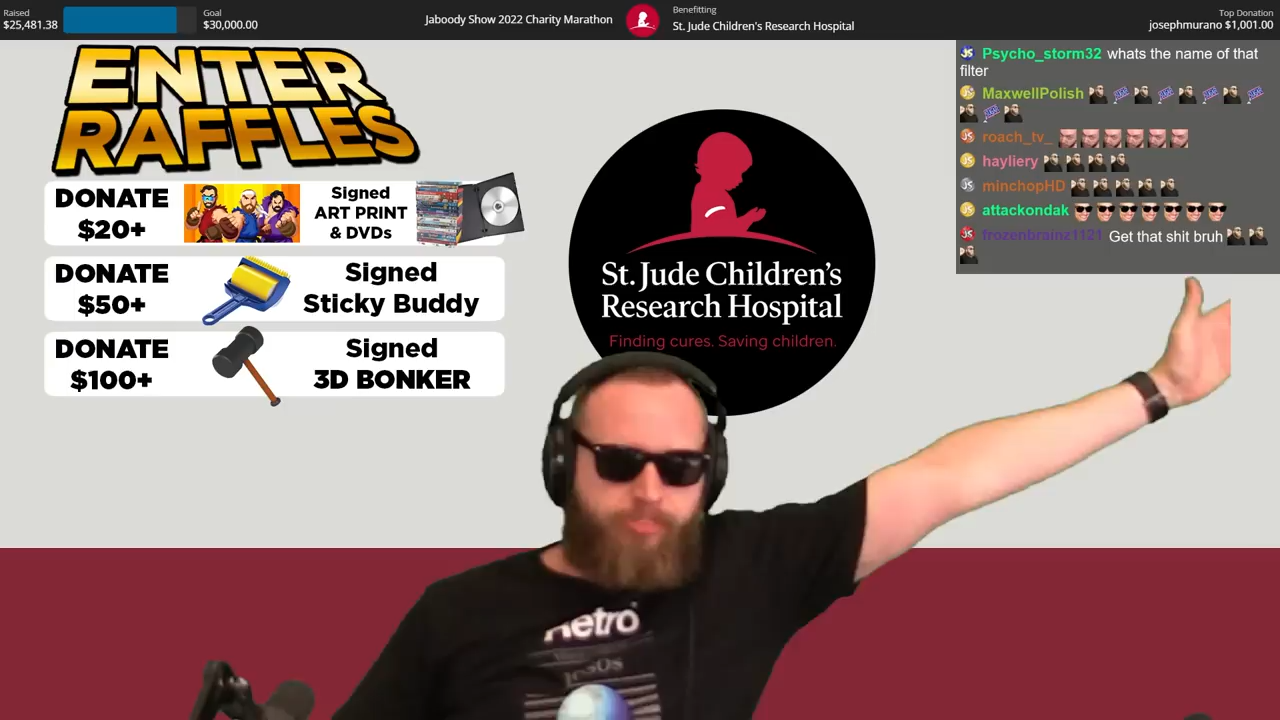 Raised
$25,481.38
Goal
$30,000.00
Jaboody Show 2022 Charity Marathon
Benefitting
St. Jude Children's Research Hospital
Top Donation
josephmurano $1,001.00
ENTER
RAFFLES
DONATE
$20+
Signed
ART PRINT
& DVDs
DONATE
$50+
Signed
Sticky Buddy
DONATE
$100+
Signed
3D BONKER
St. Jude Children's
Research Hospital
Finding cures. Saving children.
Psycho_storm32 whats the name of that
filter
MaxwellPolish
roach_tv_
hayliery
minchopHD
attackondak
frozenbrainz1121 Get that shit bruh
Retro